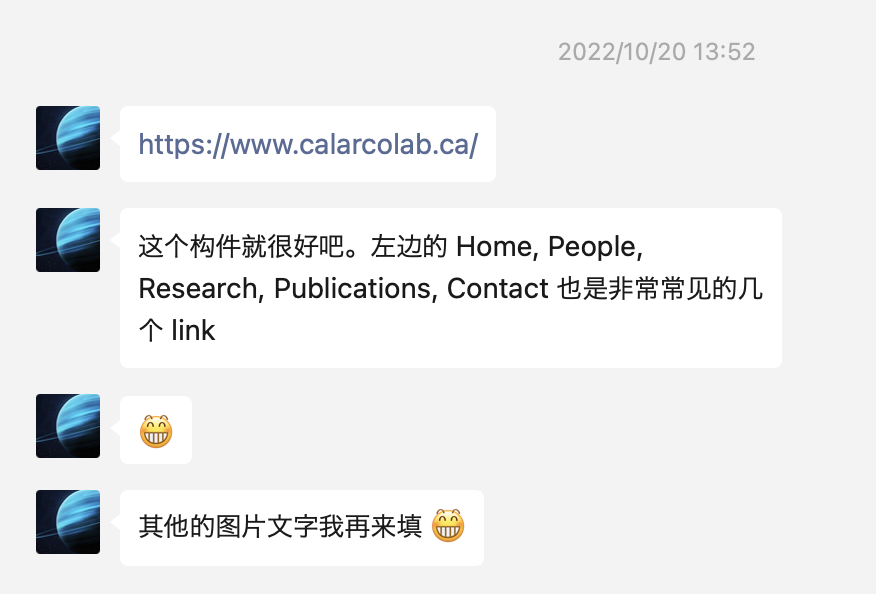 2022/10/20 13:52
https://www.calarcolab.ca/
这个构件就很好吧。左边的 Home, People,
Research, Publications, Contact 也是非常常见的几
个 link
😁
其他的图片文字我再来填 😁